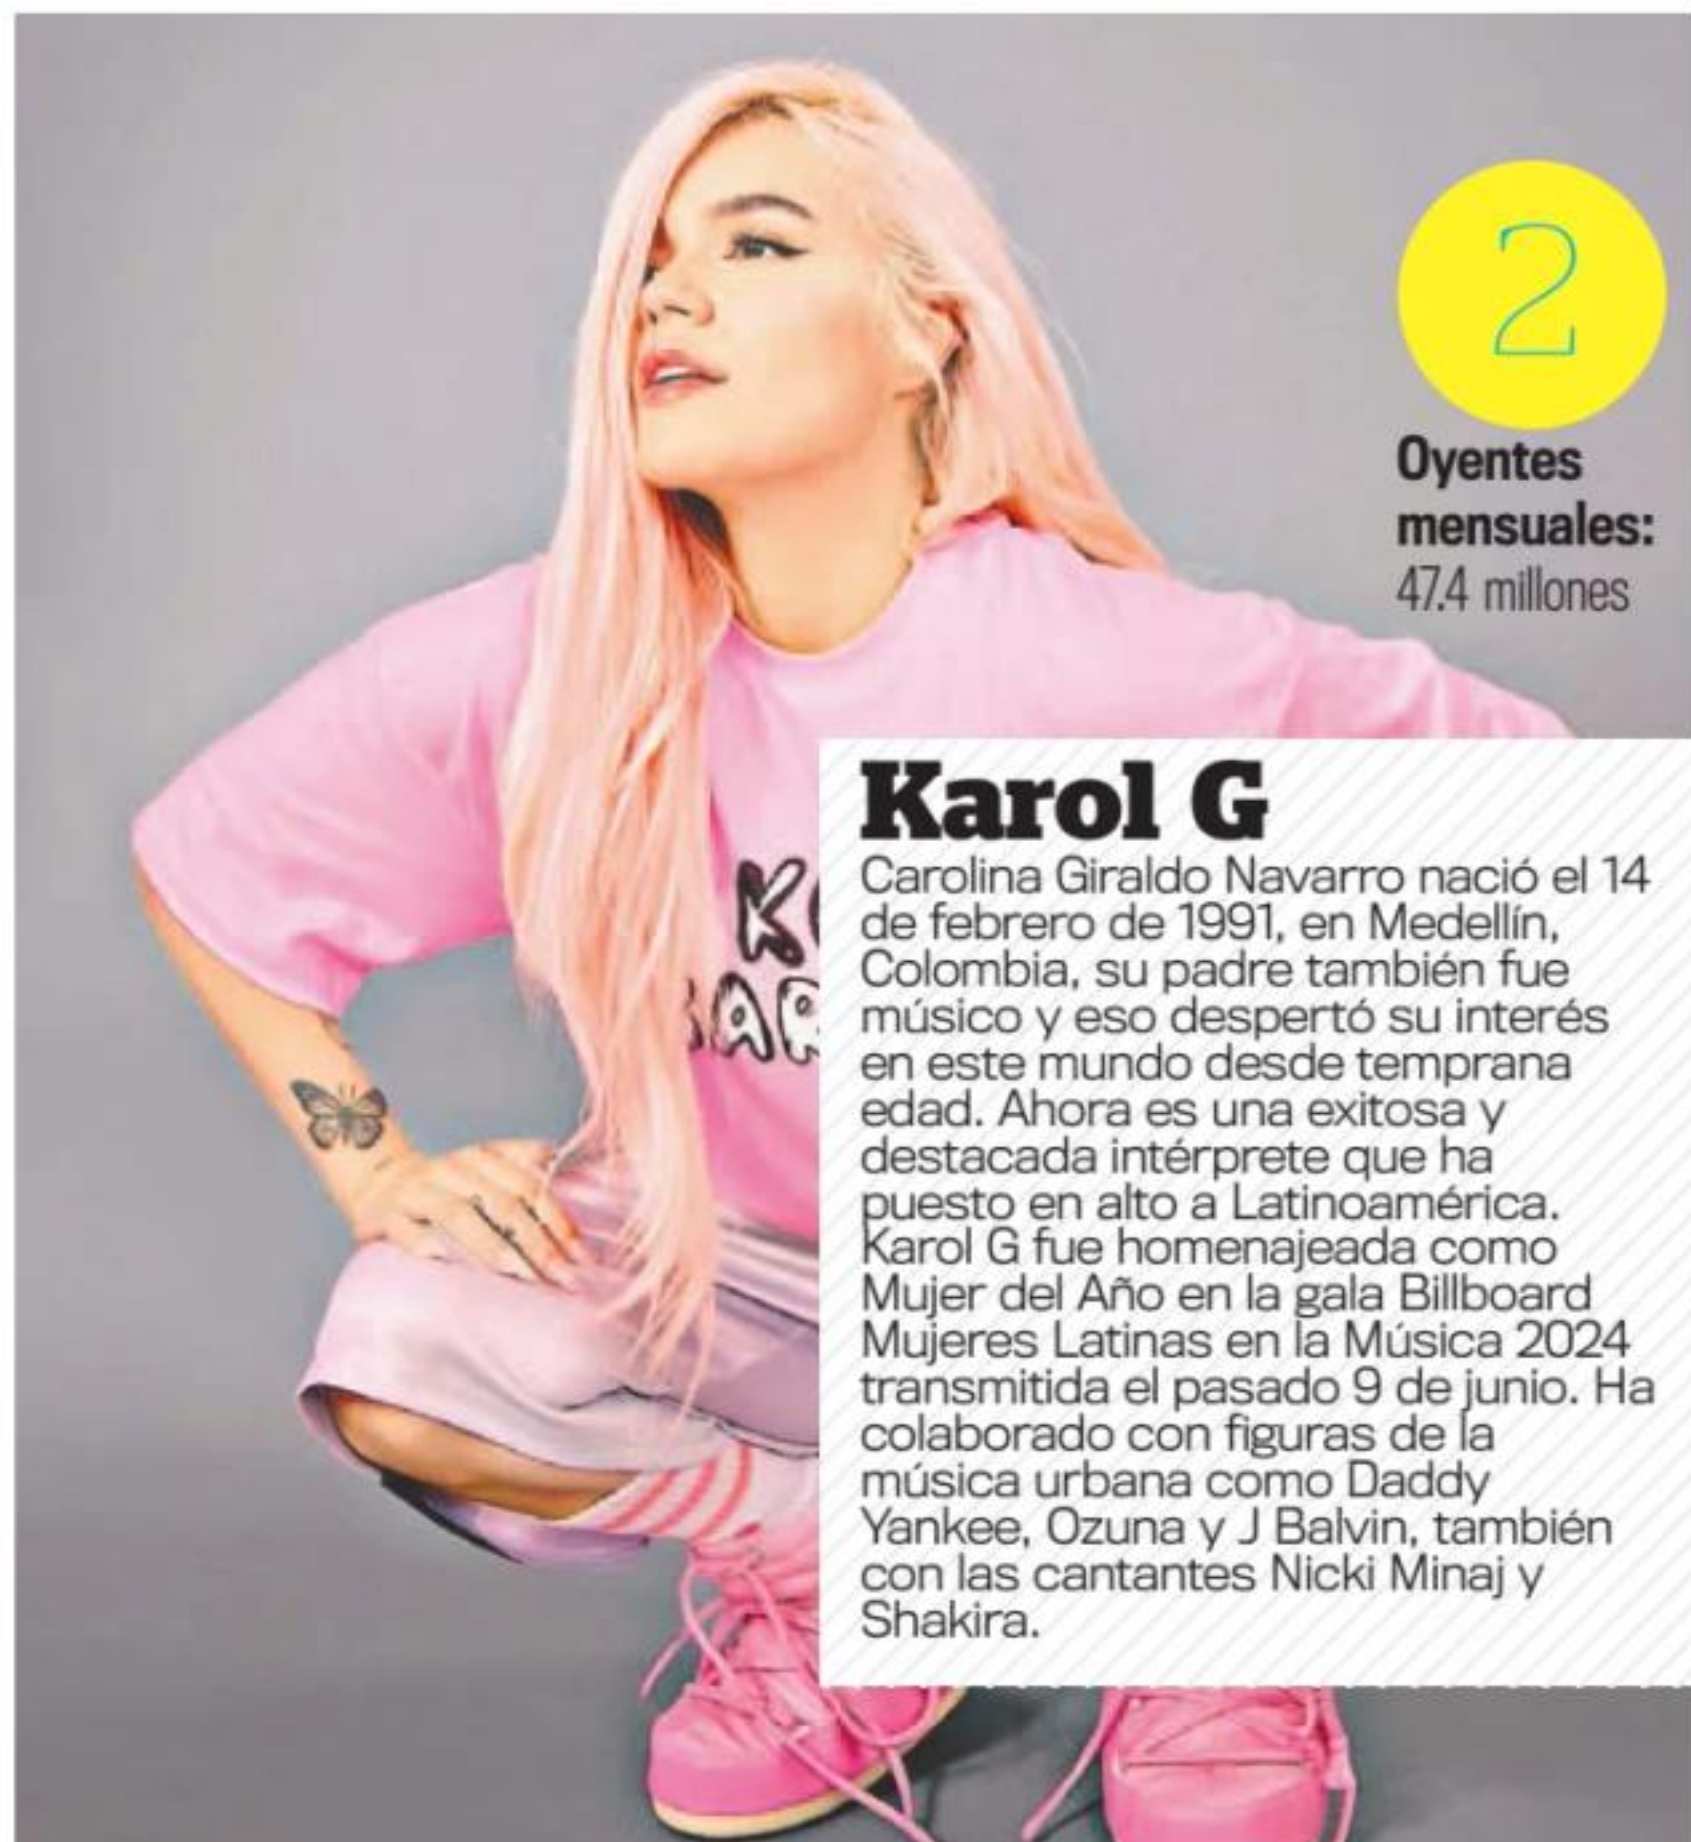 2
Oyentes
mensuales:
47.4 millones
Karol G
Carolina Giraldo Navarro nació el 14
de febrero de 1991, en Medellín,
Colombia, su padre también fue
músico y eso despertó su interés
en este mundo desde temprana
edad. Ahora es una exitosa y
destacada intérprete que ha
puesto en alto a Latinoamérica.
Karol G fue homenajeada como
Mujer del Año en la gala Billboard
Mujeres Latinas en la Música 2024
transmitida el pasado 9 de junio. Ha
colaborado con figuras de la
música urbana como Daddy
Yankee, Ozuna y J Balvin, también
con las cantantes Nicki Minaj y
Shakira.